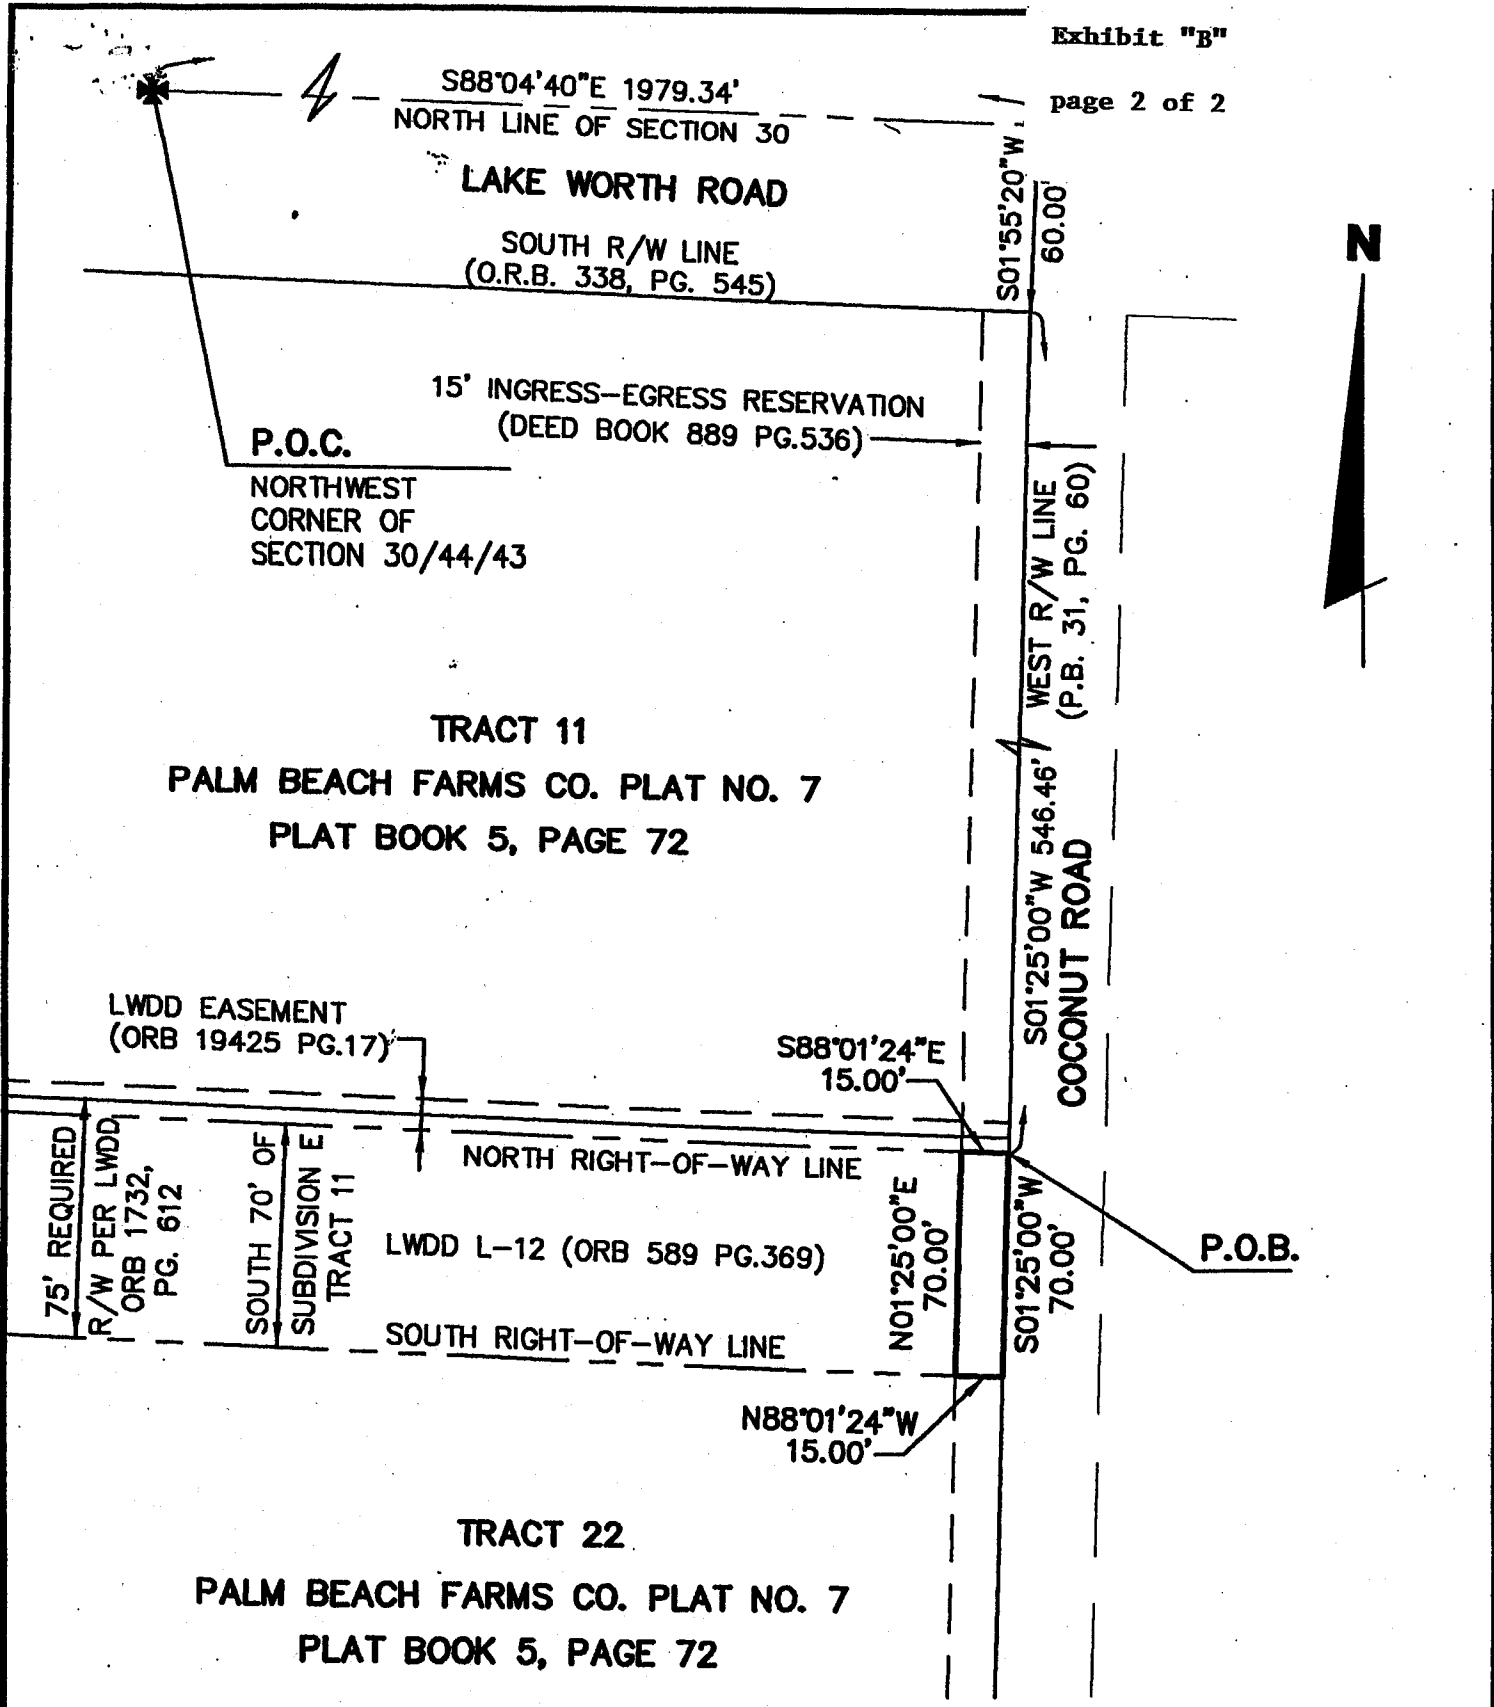 Exhibit "B"
page 2 of 2
S88°04'40"E 1979.34'
NORTH LINE OF SECTION 30
LAKE WORTH ROAD
SOUTH R/W LINE
(O.R.B. 338, PG. 545)
S01°55'20"W
60.00'
N
15' INGRESS-EGRESS RESERVATION
(DEED BOOK 889 PG.536)
P.O.C.
NORTHWEST
CORNER OF
SECTION 30/44/43
WEST R/W LINE
(P.B. 31, PG. 60)
TRACT 11
PALM BEACH FARMS CO. PLAT NO. 7
PLAT BOOK 5, PAGE 72
S01°25'00"W 546.46'
COCONUT ROAD
LWDD EASEMENT
(ORB 19425 PG.17)
S88°01'24"E
15.00'
75' REQUIRED
R/W PER LWDD
ORB 1732,
PG. 612
SOUTH 70' OF
SUBDIVISION E
TRACT 11
NORTH RIGHT-OF-WAY LINE
LWDD L-12 (ORB 589 PG.369)
SOUTH RIGHT-OF-WAY LINE
N01°25'00"E
70.00'
S01°25'00"W
70.00'
P.O.B.
N88°01'24"W
15.00'
TRACT 22
PALM BEACH FARMS CO. PLAT NO. 7
PLAT BOOK 5, PAGE 72